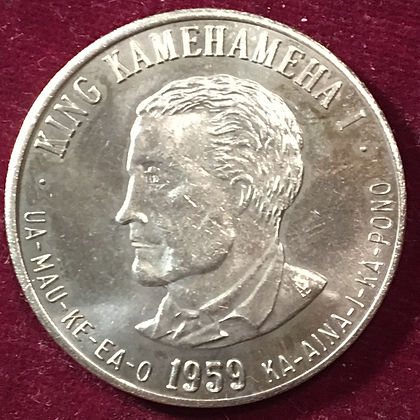 · KING KAMEHAMEHA I ·
UA-MAU-KE-EA-O 1959 KA-AINA-I-KA-PONO